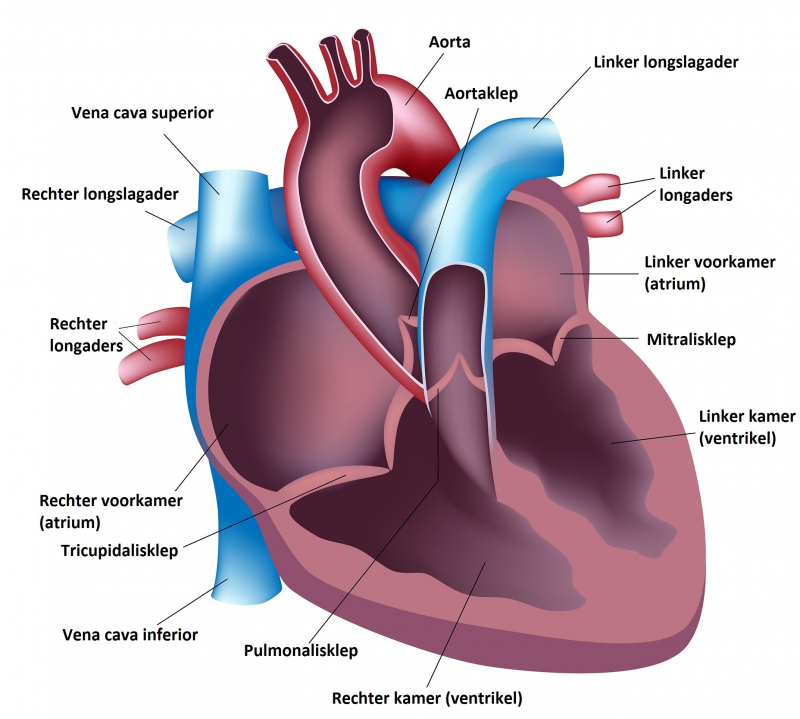 Aorta
Linker longslagader
Aortaklep
Vena cava superior
Rechter longslagader
Linker
longaders
Linker voorkamer
(atrium)
Rechter
longaders
Mitralisklep
Linker kamer
(ventrikel)
Rechter voorkamer
(atrium)
Tricupidalisklep
Vena cava inferior
Pulmonalisklep
Rechter kamer (ventrikel)